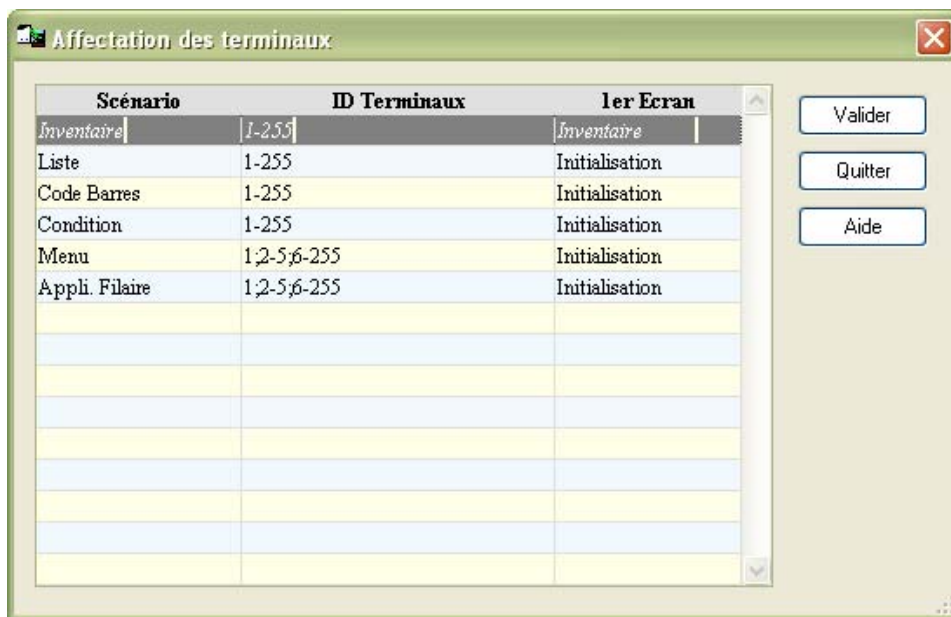 Affectation des terminaux
Scénario ID Terminaux 1er Ecran
Inventaire 1-255 Inventaire
Liste 1-255 Initialisation
Code Barres 1-255 Initialisation
Condition 1-255 Initialisation
Menu 1;2-5;6-255 Initialisation
Appli. Filaire 1;2-5;6-255 Initialisation
Valider
Quitter
Aide